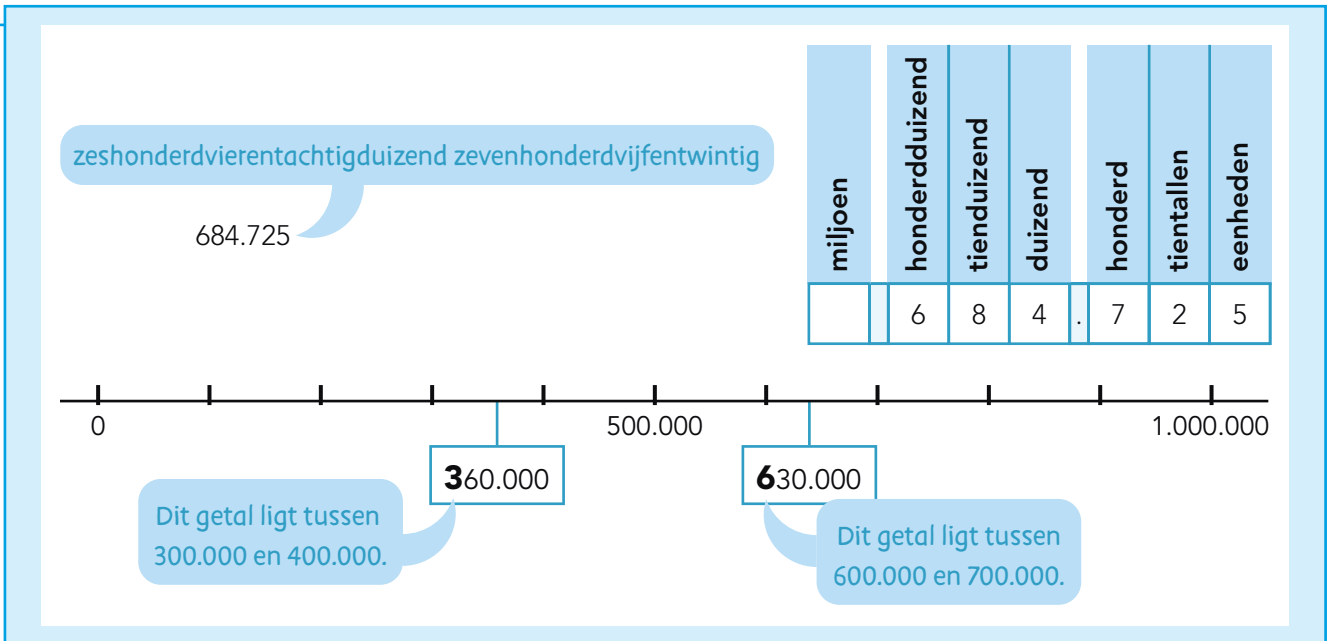 zeshonderdvierentachtigduizend zevenhonderdvijfentwintig
684.725
miljoen honderdduizend tienduizend duizend honderd tientallen eenheden
6 8 4 . 7 2 5
0 500.000 1.000.000
360.000 630.000
Dit getal ligt tussen
300.000 en 400.000.
Dit getal ligt tussen
600.000 en 700.000.